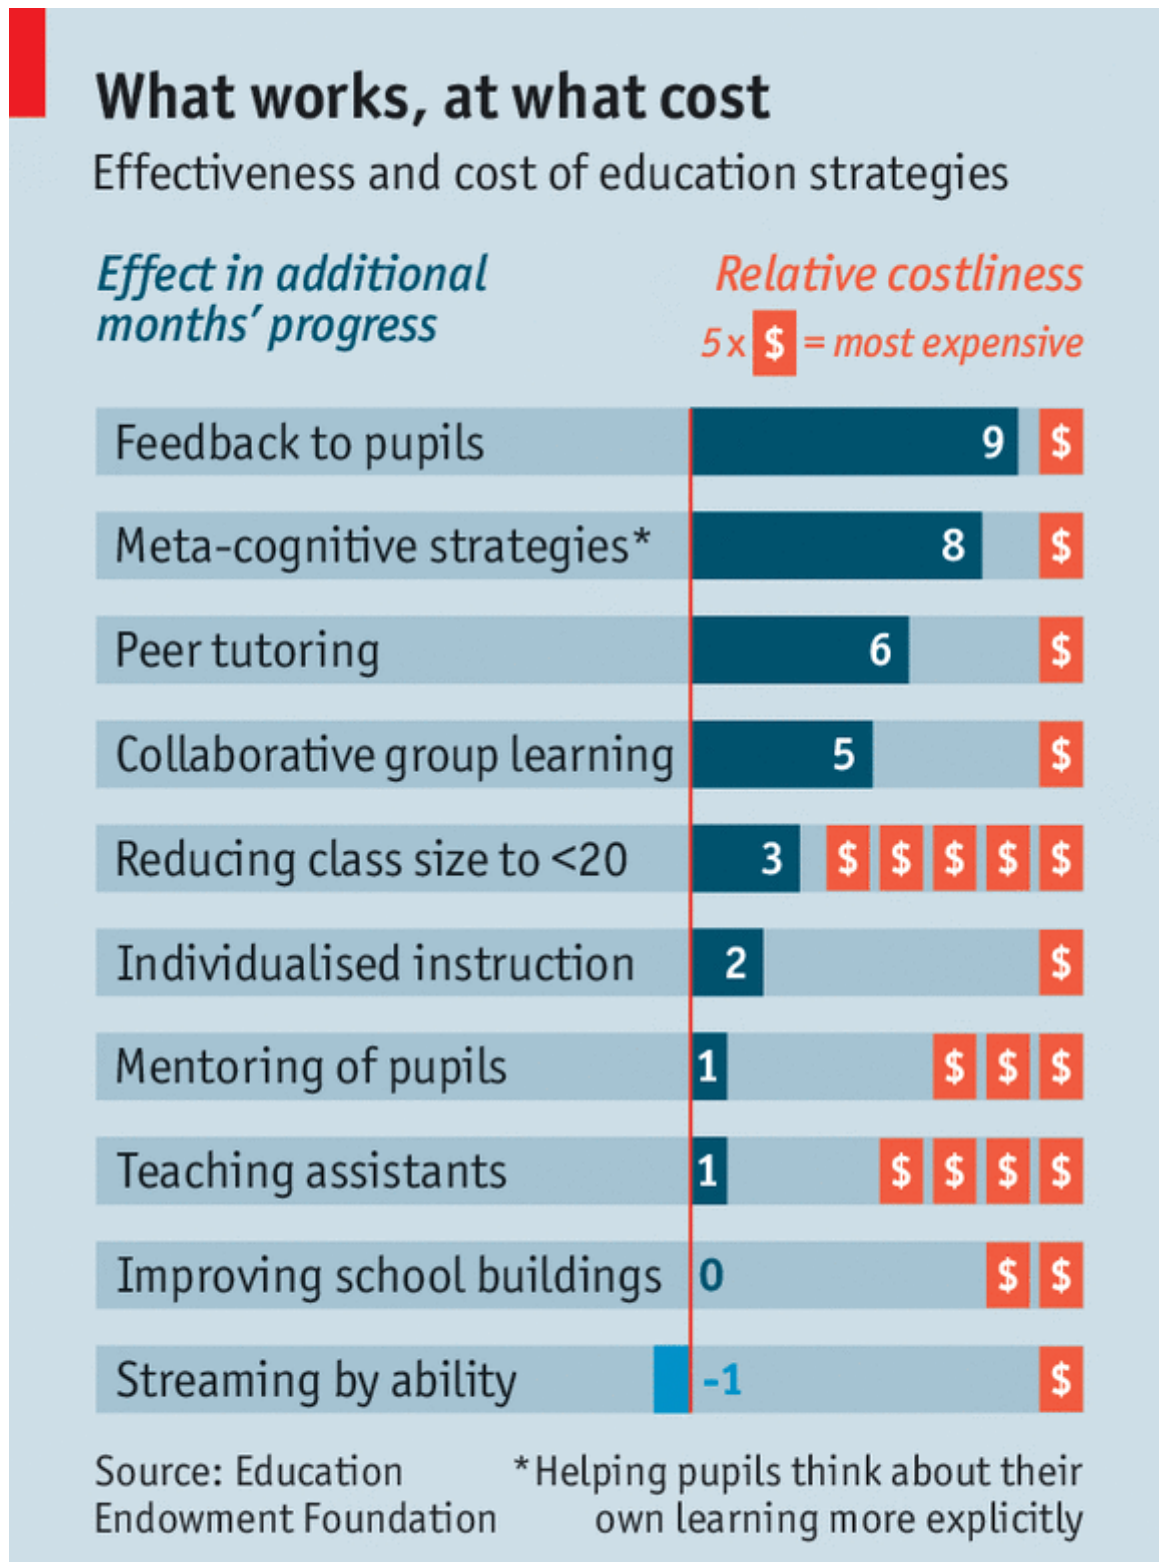 What works, at what cost
Effectiveness and cost of education strategies
Effect in additional
months' progress
Relative costliness
5 x $ = most expensive
Feedback to pupils 9 $
Meta-cognitive strategies* 8 $
Peer tutoring 6 $
Collaborative group learning 5 $
Reducing class size to <20 3 $ $ $ $ $
Individualised instruction 2 $
Mentoring of pupils 1 $ $ $
Teaching assistants 1 $ $ $ $
Improving school buildings 0 $ $
Streaming by ability -1 $
Source: Education
Endowment Foundation
*Helping pupils think about their
own learning more explicitly